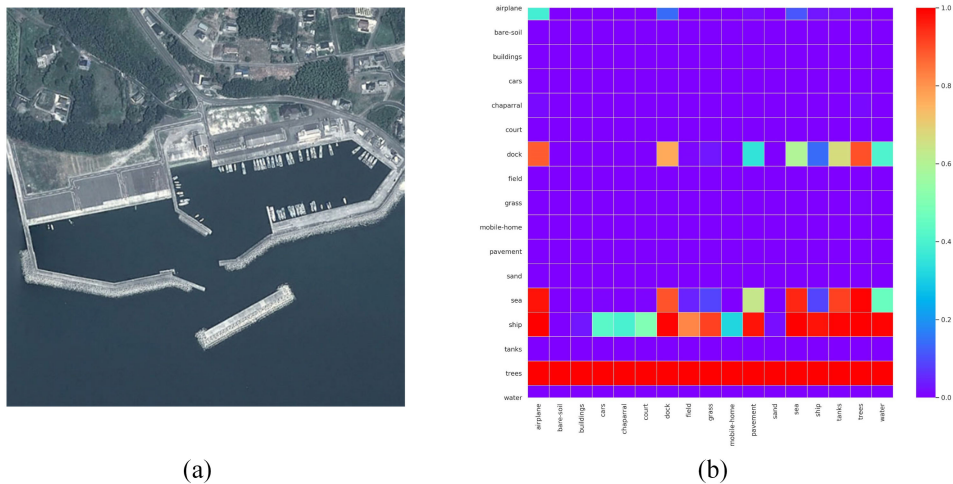 airplane
bare-soil
buildings
cars
chaparral
court
dock
field
grass
mobile-home
pavement
sand
sea
ship
tanks
trees
water
airplane
bare-soil
buildings
cars
chaparral
court
dock
field
grass
mobile-home
pavement
sand
sea
ship
tanks
trees
water
1.0
0.8
0.6
0.4
0.2
0.0
(a)
(b)